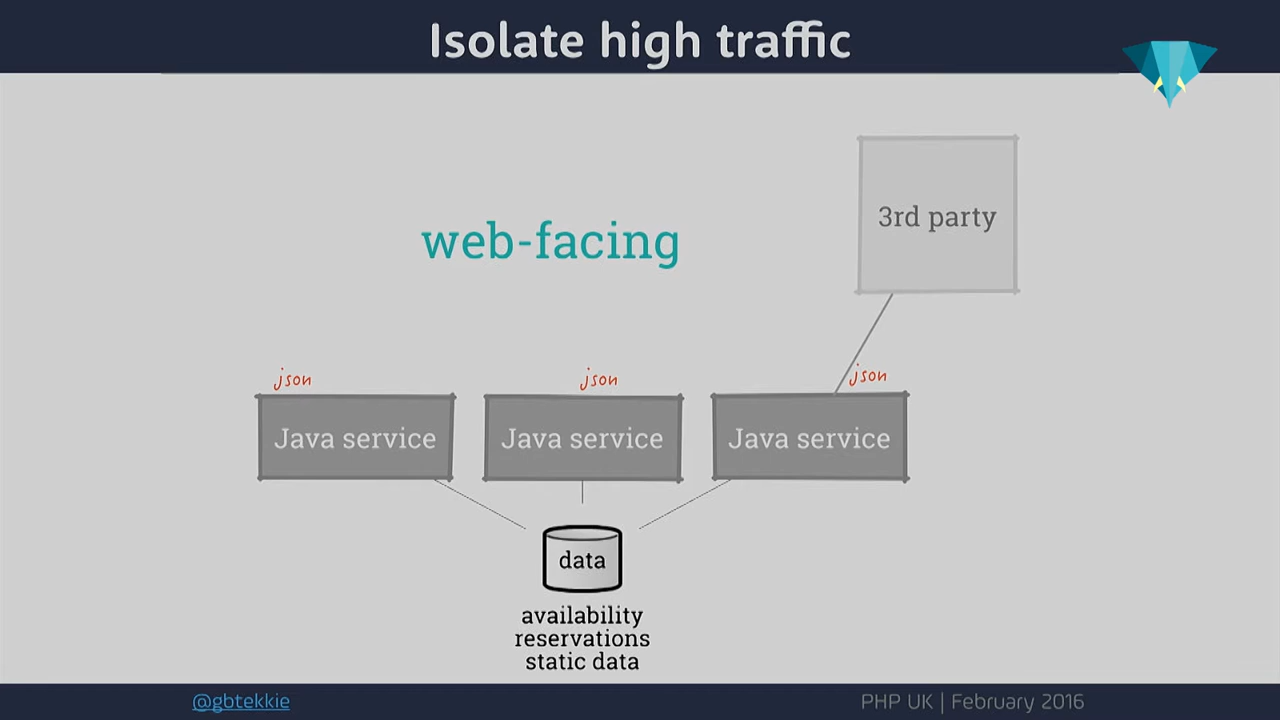 Isolate high traffic
3rd party
web-facing
json
json
json
Java service
Java service
Java service
data
availability
reservations
static data
@gbtekkie
PHP UK | February 2016